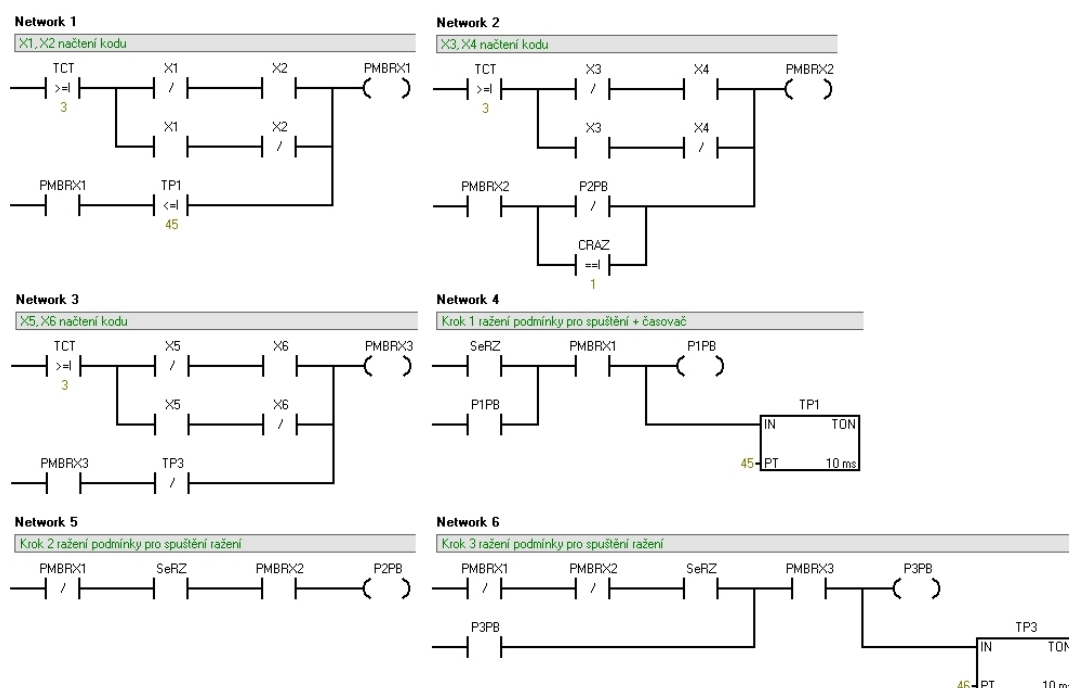 Network 1
X1, X2 načtení kodu
TCT X1 X2 PMBRX1
>=I / 
3
X1 X2
/
PMBRX1 TP1
<=I
45
Network 2
X3, X4 načtení kodu
TCT X3 X4 PMBRX2
>=I /
3
X3 X4
/
PMBRX2 P2PB
/
CRAZ
==I
1
Network 3
X5, X6 načtení kodu
TCT X5 X6 PMBRX3
>=I /
3
X5 X6
/
PMBRX3 TP3
/
Network 4
Krok 1 ražení podmínky pro spuštění + časovač
SeRZ PMBRX1 P1PB
P1PB
TP1
IN TON
45 PT 10 ms
Network 5
Krok 2 ražení podmínky pro spuštění ražení
PMBRX1 SeRZ PMBRX2 P2PB
/
Network 6
Krok 3 ražení podmínky pro spuštění ražení
PMBRX1 PMBRX2 SeRZ PMBRX3 P3PB
/ /
P3PB
TP3
IN TON
46 PT 10 ms